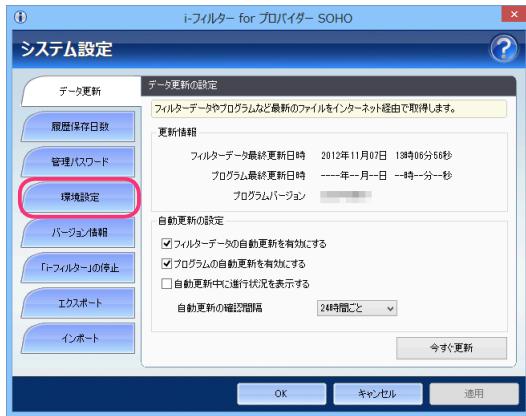 i-フィルター for プロバイダー SOHO
システム設定
データ更新
履歴保存日数
管理パスワード
環境設定
バージョン情報
「i-フィルター」の停止
エクスポート
インポート
データ更新の設定
フィルターデータやプログラムなど最新のファイルをインターネット経由で取得します。
更新情報
フィルターデータ最終更新日時 2012年11月07日 13時06分56秒
プログラム最終更新日時 ----年--月--日 --時--分--秒
プログラムバージョン
自動更新の設定
フィルターデータの自動更新を有効にする
プログラムの自動更新を有効にする
自動更新中に進行状況を表示する
自動更新の確認間隔 24時間ごと
今すぐ更新
OK キャンセル 適用